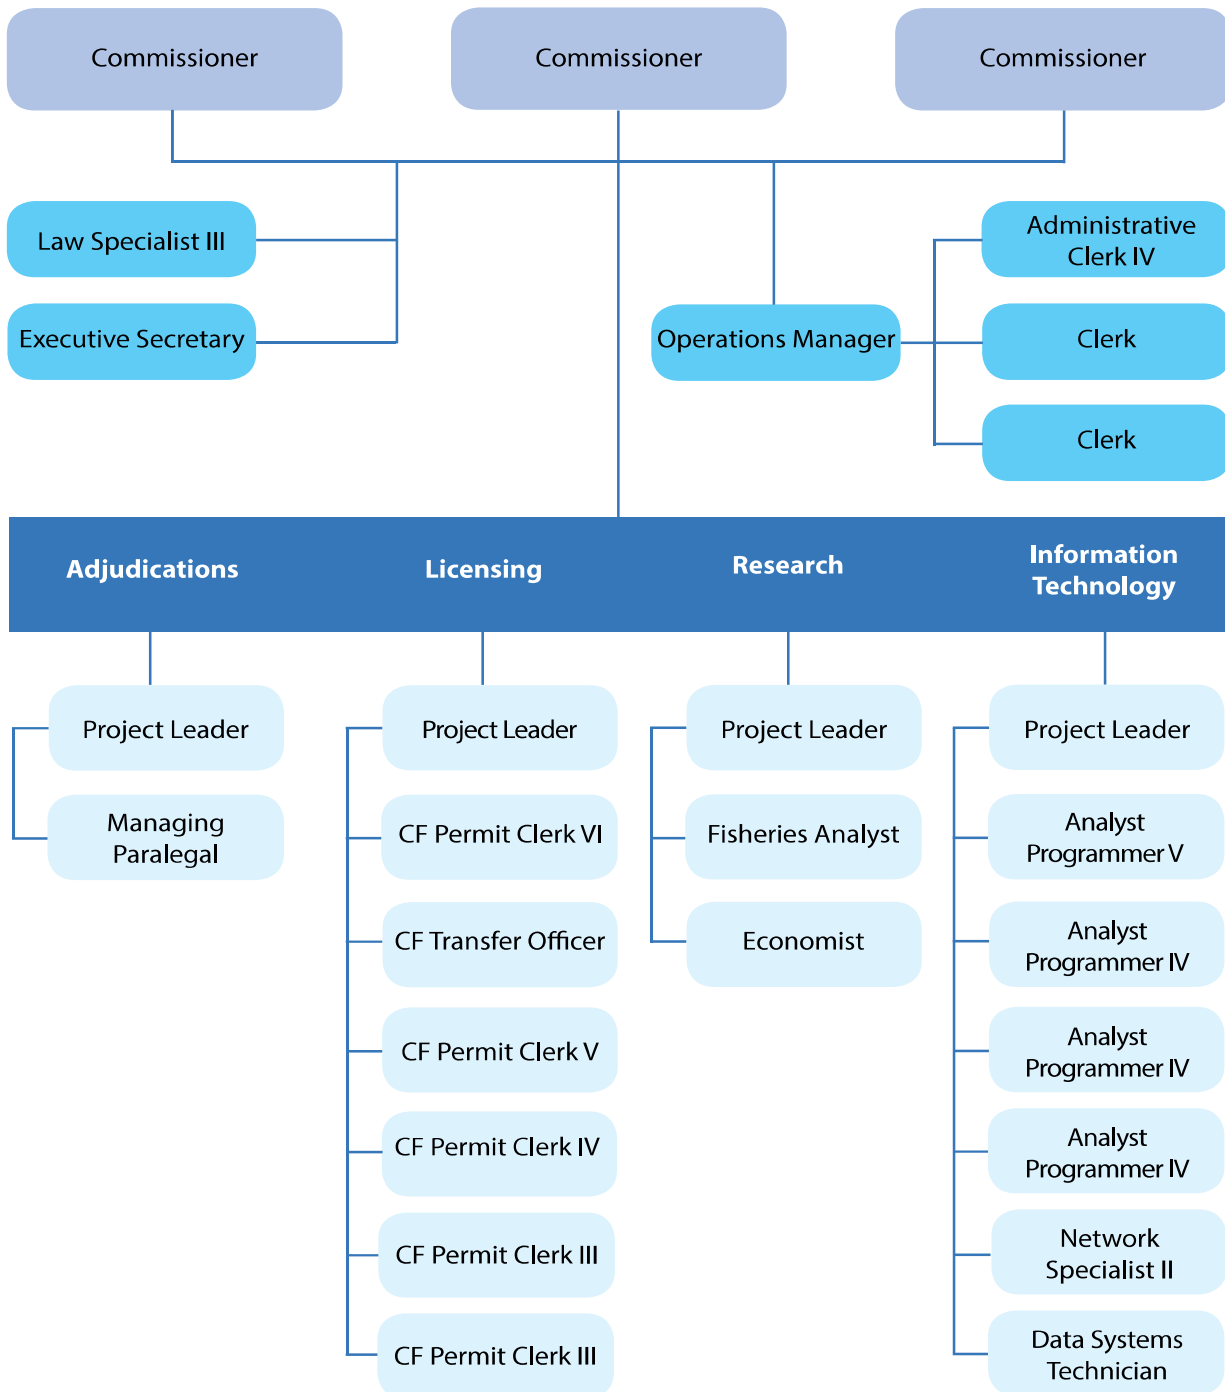 Commissioner
Commissioner
Commissioner
Law Specialist III
Executive Secretary
Operations Manager
Administrative
Clerk IV
Clerk
Clerk
Adjudications
Licensing
Research
Information
Technology
Project Leader
Managing
Paralegal
Project Leader
CF Permit Clerk VI
CF Transfer Officer
CF Permit Clerk V
CF Permit Clerk IV
CF Permit Clerk III
CF Permit Clerk III
Project Leader
Fisheries Analyst
Economist
Project Leader
Analyst
Programmer V
Analyst
Programmer IV
Analyst
Programmer IV
Analyst
Programmer IV
Network
Specialist II
Data Systems
Technician